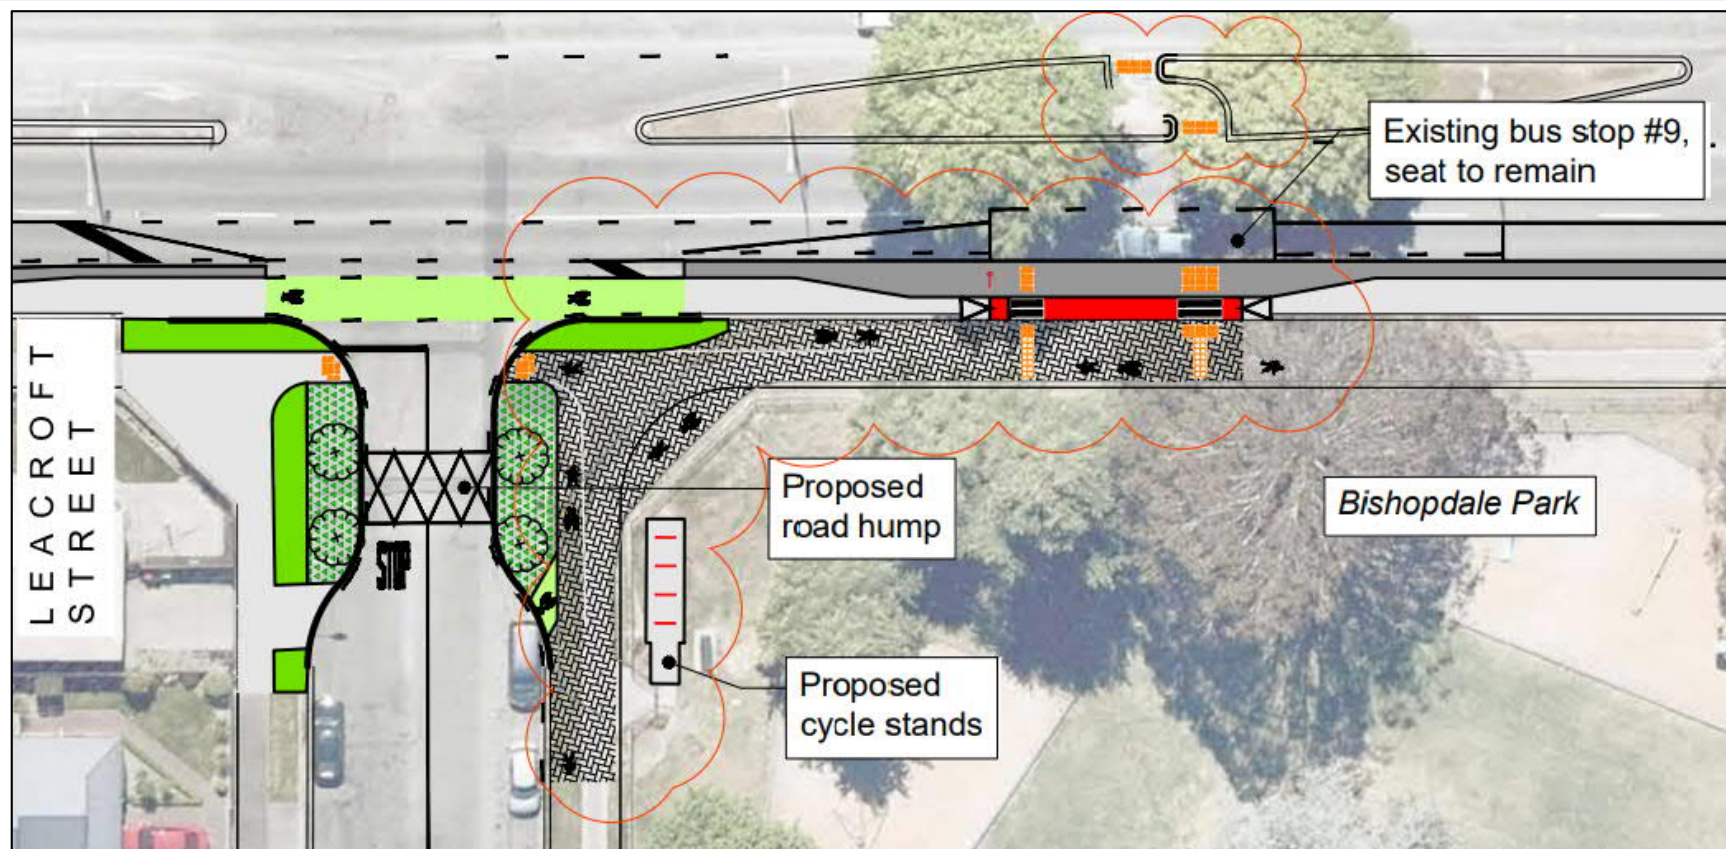 Existing bus stop #9,
seat to remain
LEACROFT
STREET
Proposed
road hump
Bishopdale Park
STOP
Proposed
cycle stands